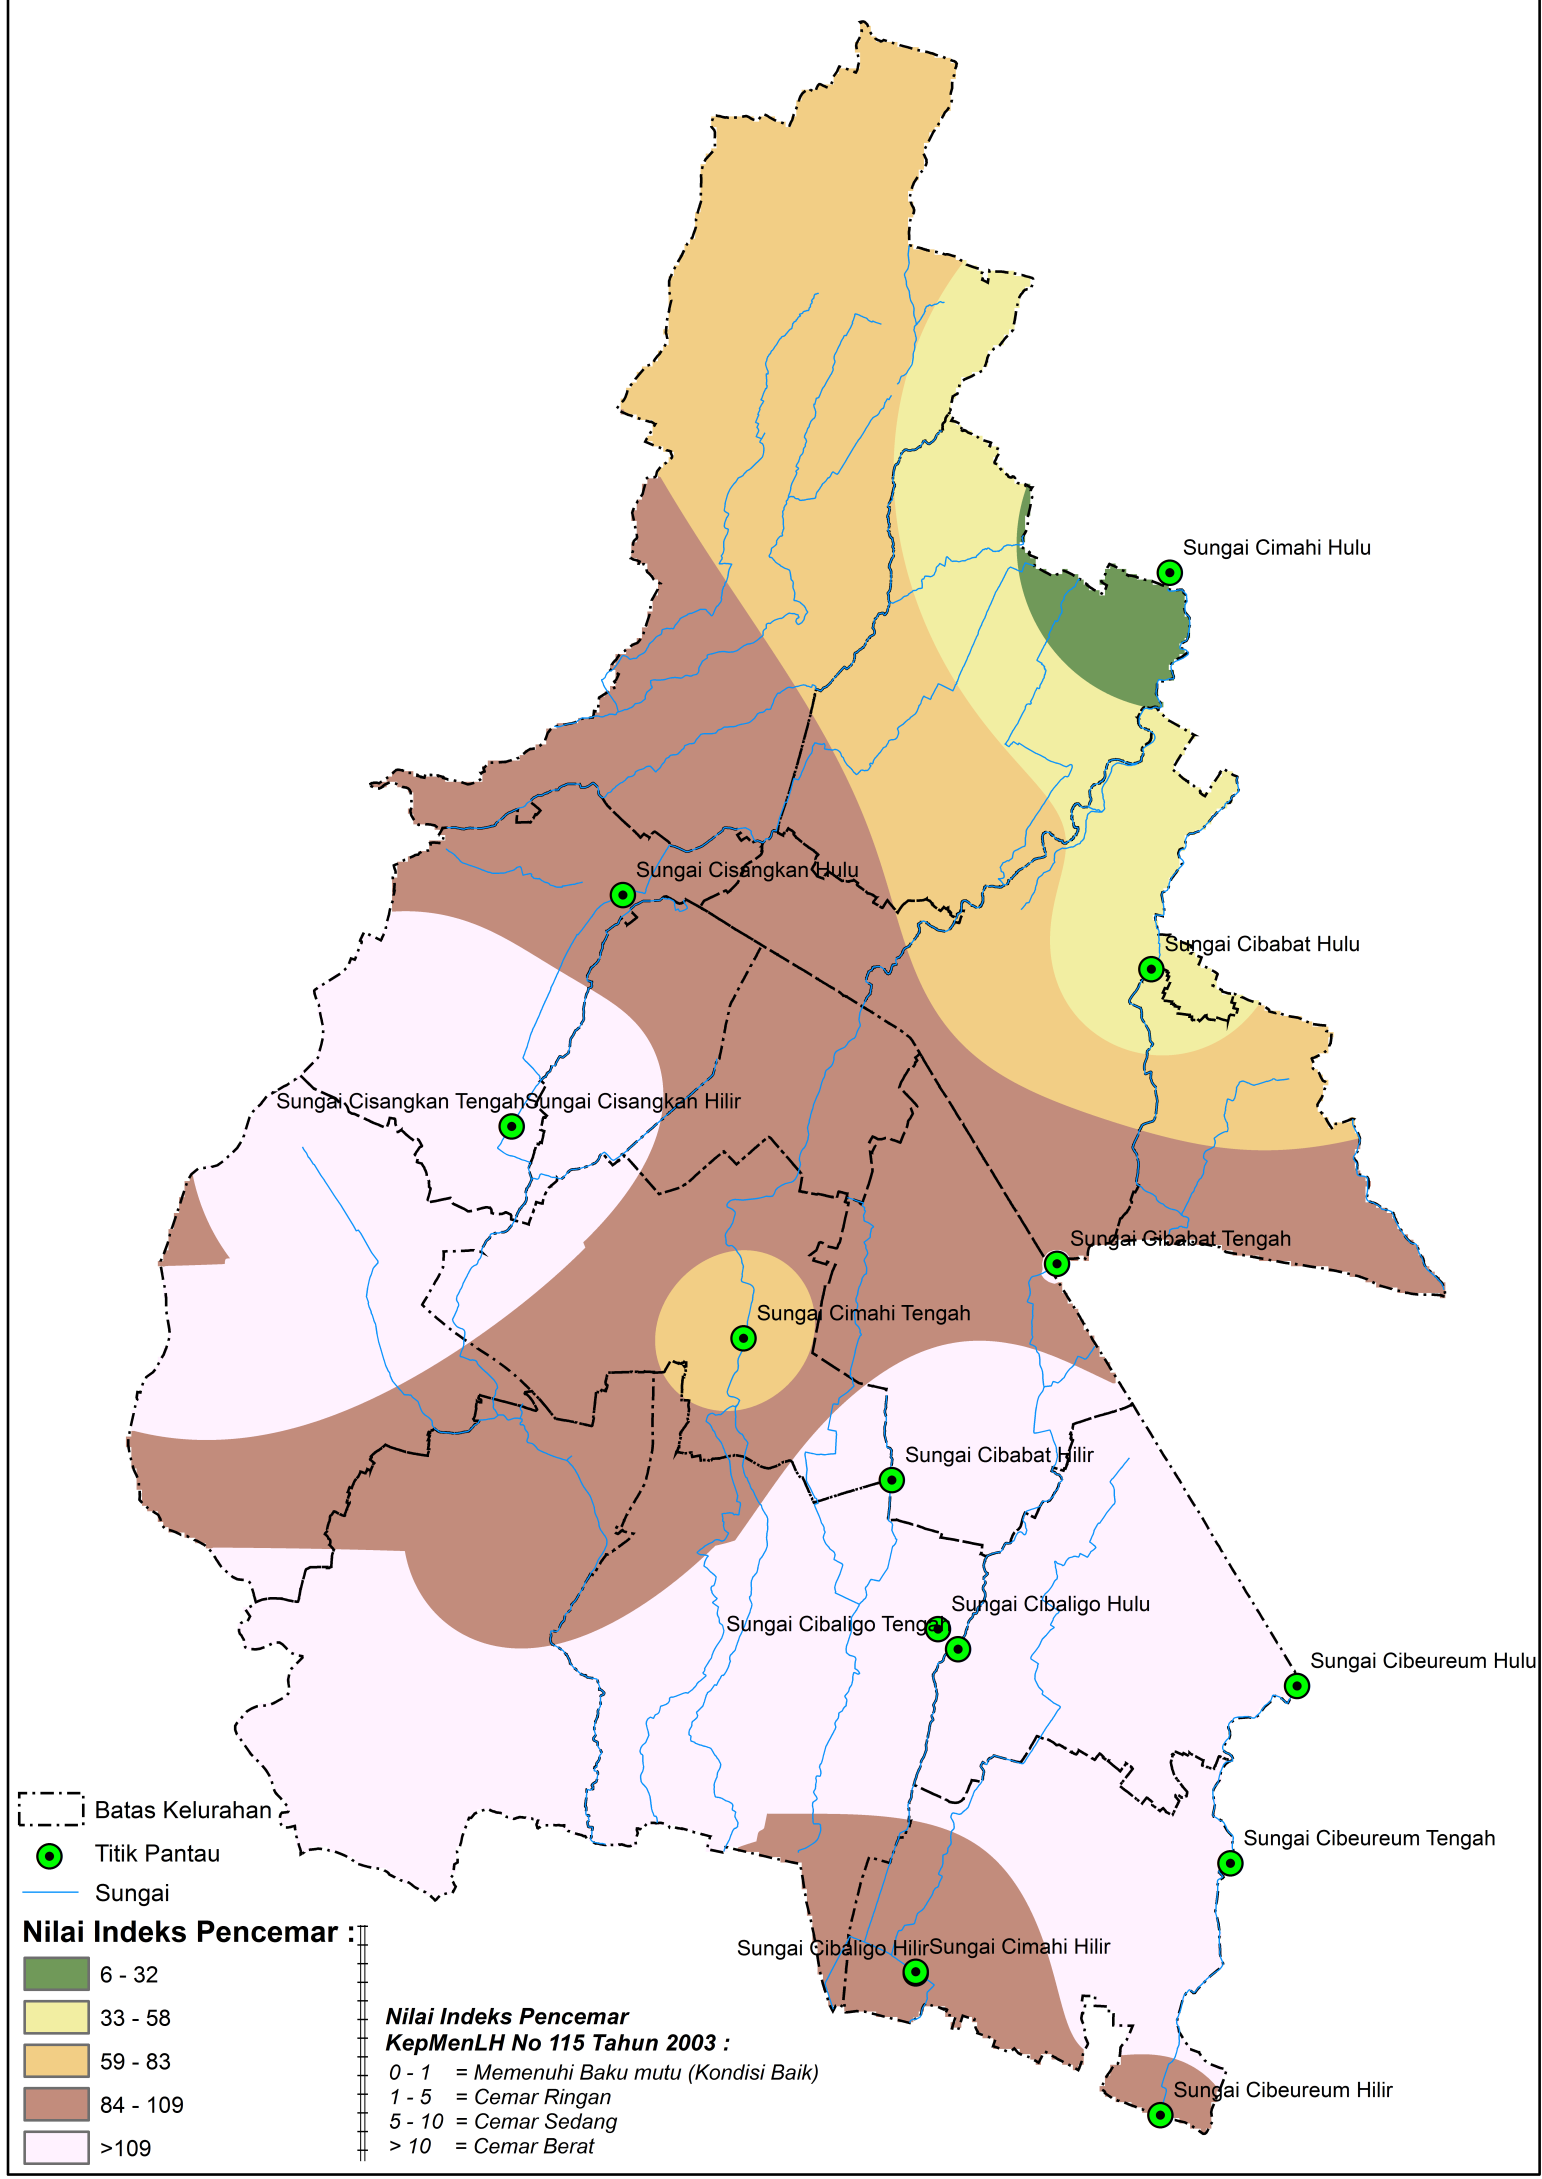 Sungai Cimahi Hulu
Sungai Cisangkan Hulu
Sungai Cibabat Hulu
Sungai Cisangkan Tengah
Sungai Cisangkan Hilir
Sungai Cibabat Tengah
Sungai Cimahi Tengah
Sungai Cibabat Hilir
Sungai Cibaligo Hulu
Sungai Cibaligo Tengah
Sungai Cibeureum Hulu
Sungai Cibeureum Tengah
Sungai Cibaligo Hilir
Sungai Cimahi Hilir
Sungai Cibeureum Hilir
Batas Kelurahan
Titik Pantau
Sungai
Nilai Indeks Pencemar :
6 - 32
33 - 58
59 - 83
84 - 109
>109
Nilai Indeks Pencemar
KepMenLH No 115 Tahun 2003 :
0 - 1 = Memenuhi Baku mutu (Kondisi Baik)
1 - 5 = Cemar Ringan
5 - 10 = Cemar Sedang
> 10 = Cemar Berat